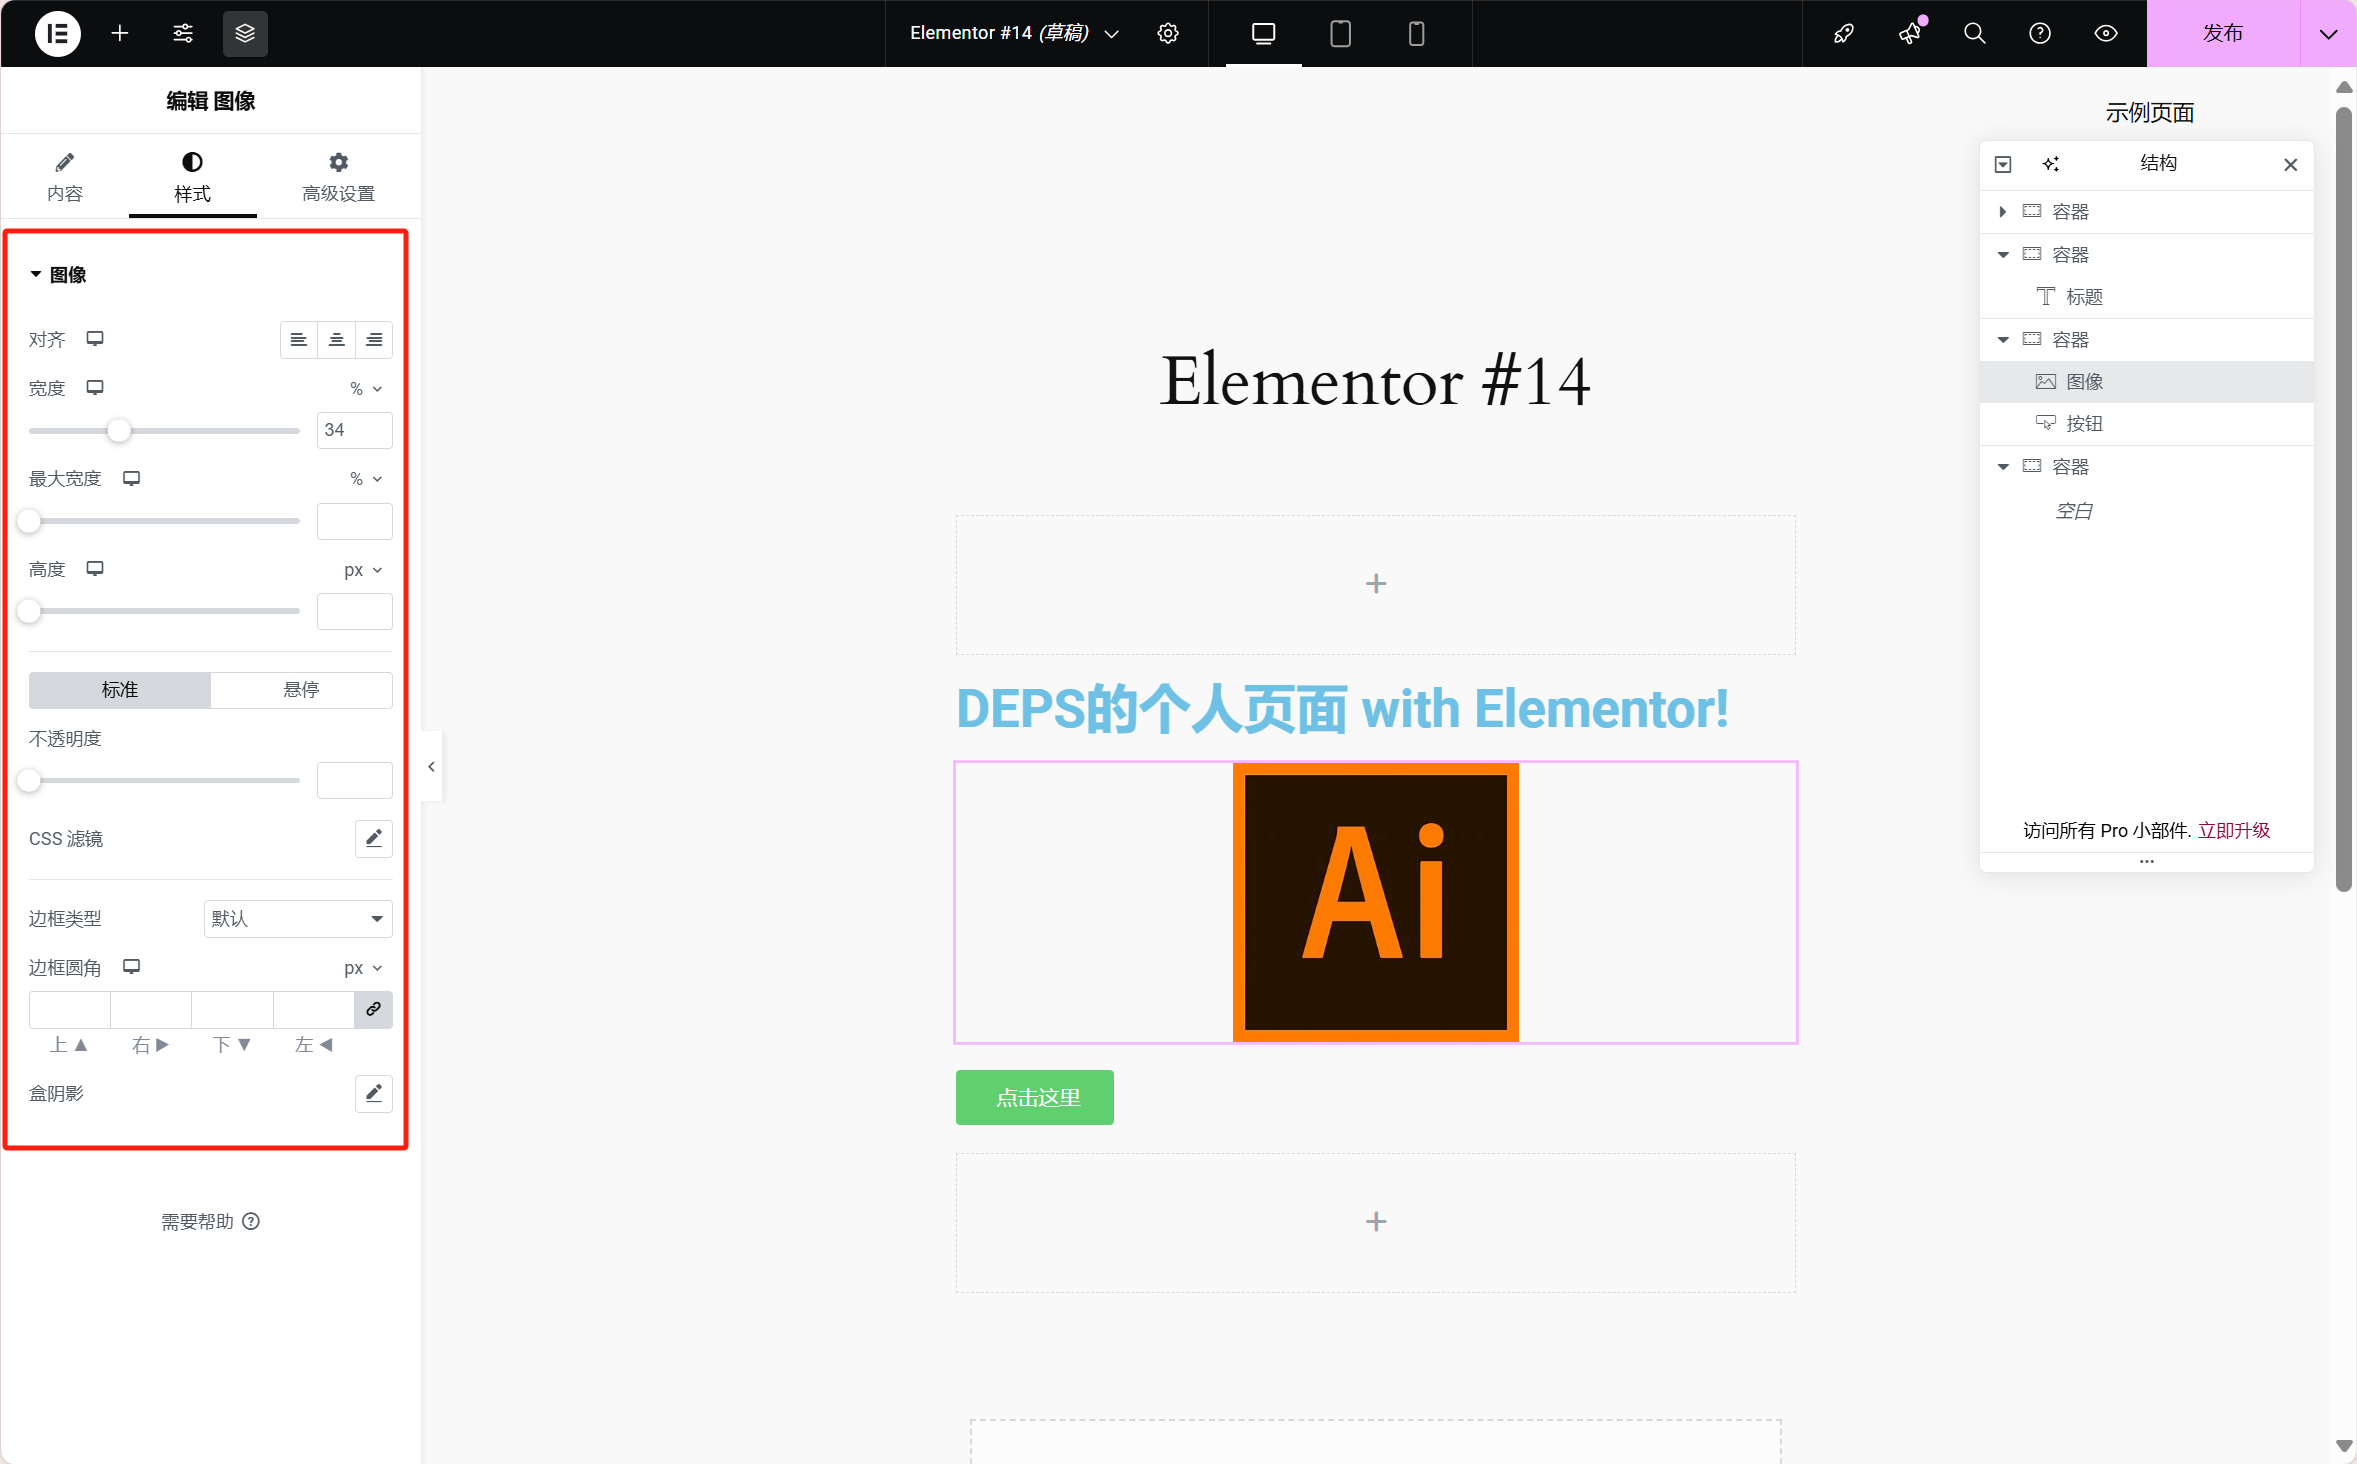 Elementor #14 (草稿)
发布
编辑 图像
内容
样式
高级设置
图像
对齐
宽度
%
34
最大宽度
%
高度
px
标准
悬停
不透明度
CSS 滤镜
边框类型
默认
边框圆角
px
上 右 下 左
盒阴影
需要帮助
示例页面
Elementor #14
DEPS的个人页面 with Elementor!
Ai
点击这里
结构
容器
容器
标题
容器
图像
按钮
容器
空白
访问所有 Pro 小部件. 立即升级